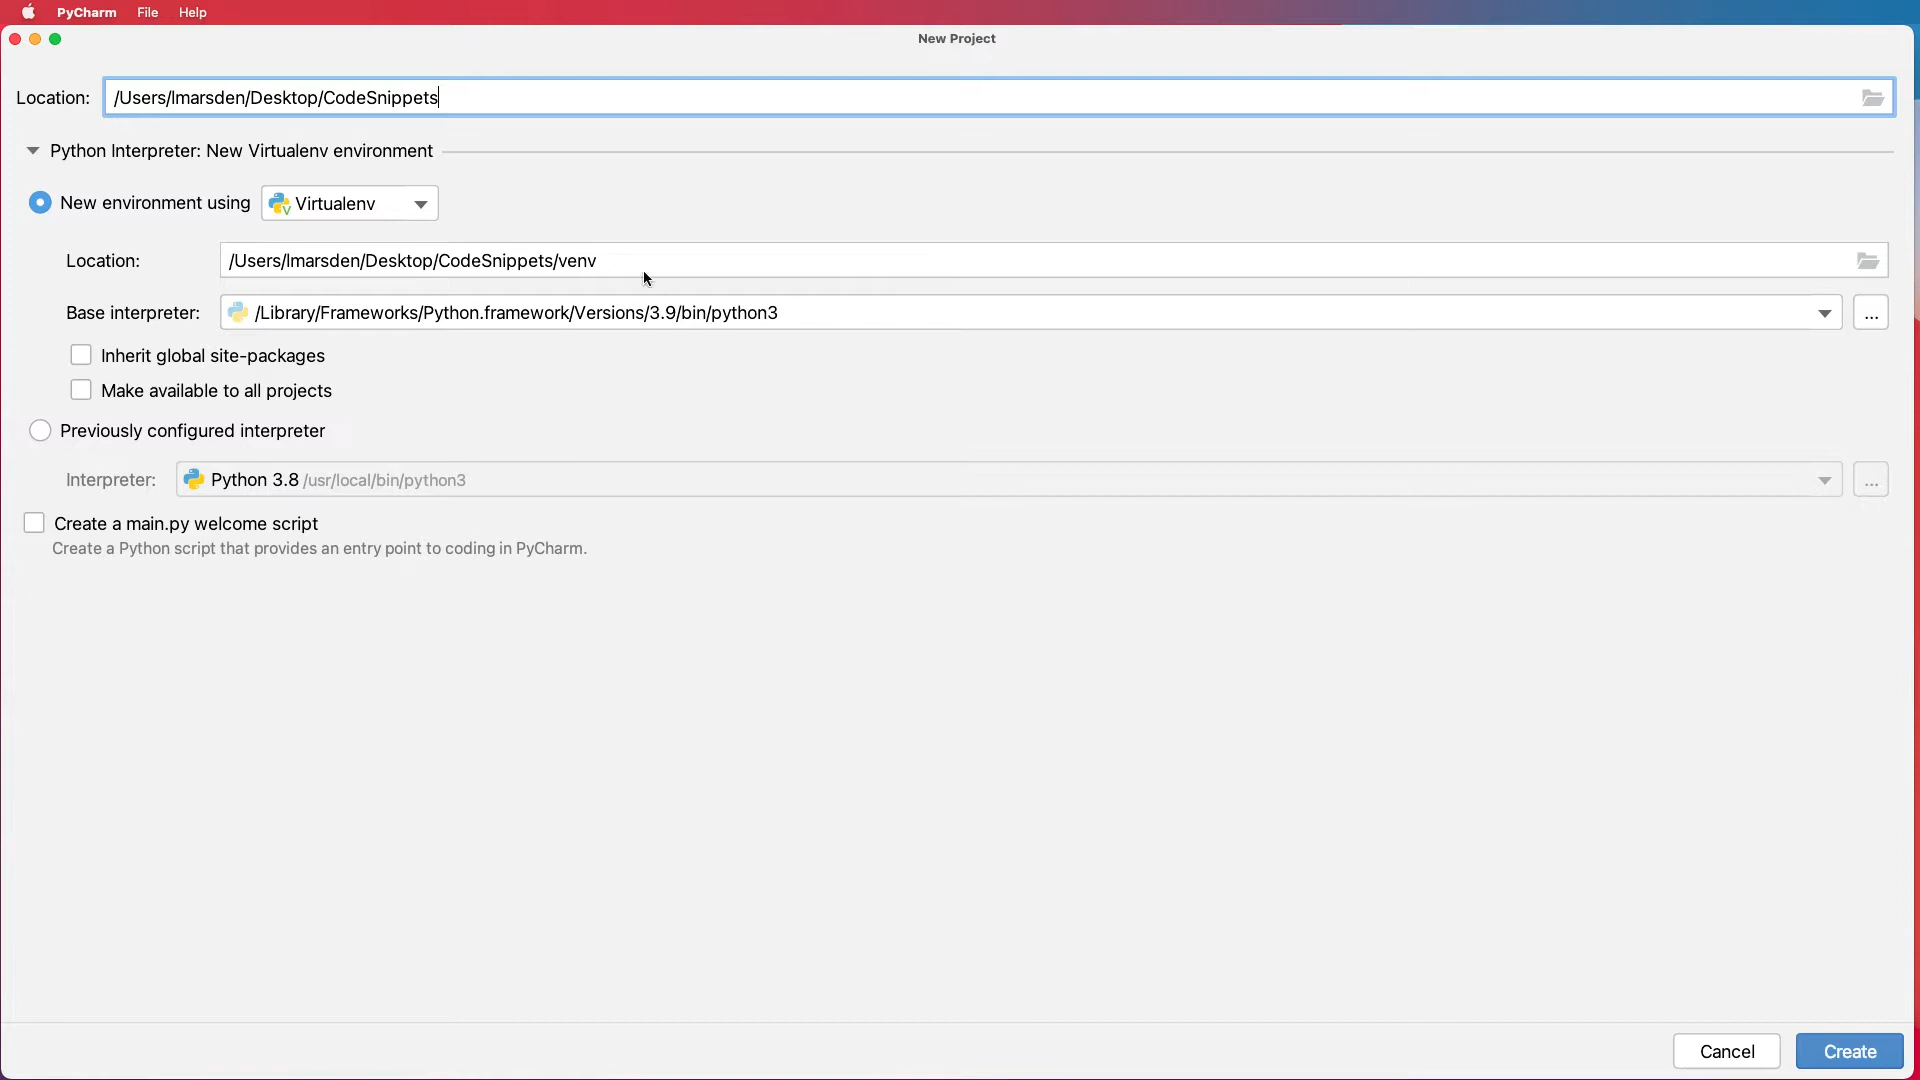 PyCharm File Help
New Project
Location: /Users/lmarsden/Desktop/CodeSnippets
Python Interpreter: New Virtualenv environment
New environment using Virtualenv
Location: /Users/lmarsden/Desktop/CodeSnippets/venv
Base interpreter: /Library/Frameworks/Python.framework/Versions/3.9/bin/python3 ...
Inherit global site-packages
Make available to all projects
Previously configured interpreter
Interpreter: Python 3.8 /usr/local/bin/python3 ...
Create a main.py welcome script
Create a Python script that provides an entry point to coding in PyCharm.
Cancel Create